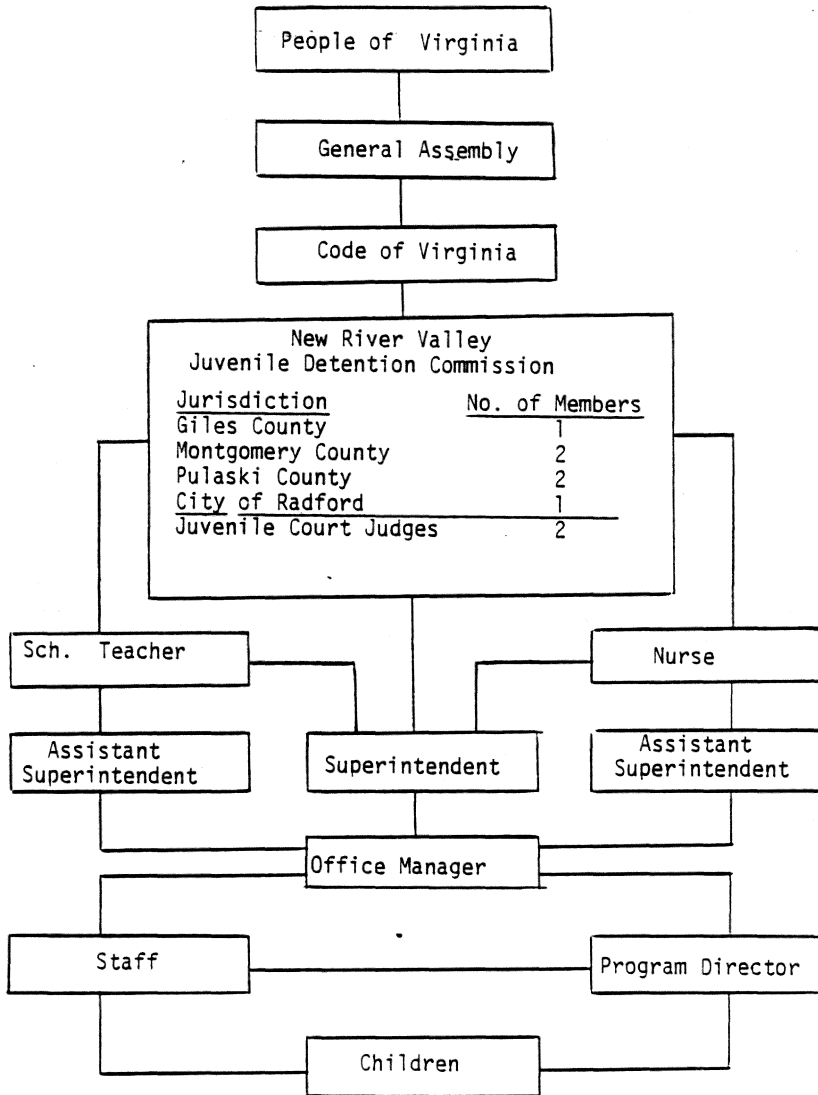 People of Virginia
General Assembly
Code of Virginia
New River Valley
Juvenile Detention Commission
Jurisdiction No. of Members
Giles County 1
Montgomery County 2
Pulaski County 2
City of Radford 1
Juvenile Court Judges 2
Sch. Teacher
Nurse
Assistant
Superintendent
Superintendent
Assistant
Superintendent
Office Manager
Staff
Program Director
Children